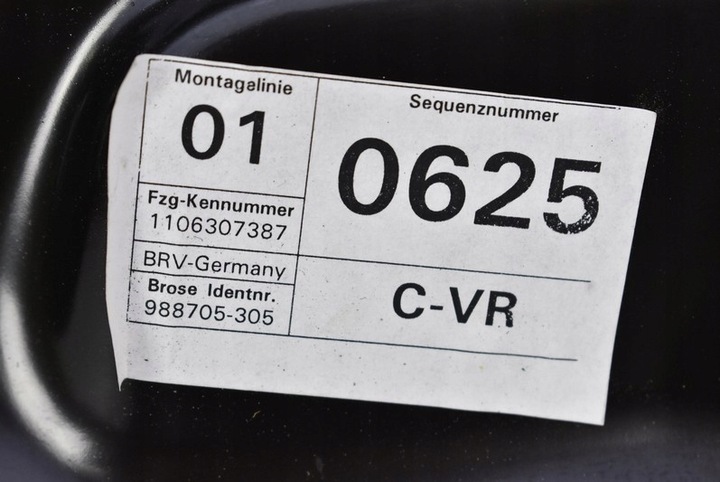 Montagelinie
01
Sequenznummer
0625
Fzg-Kennummer
1106307387
BRV-Germany
Brose Identnr.
988705-305
C-VR